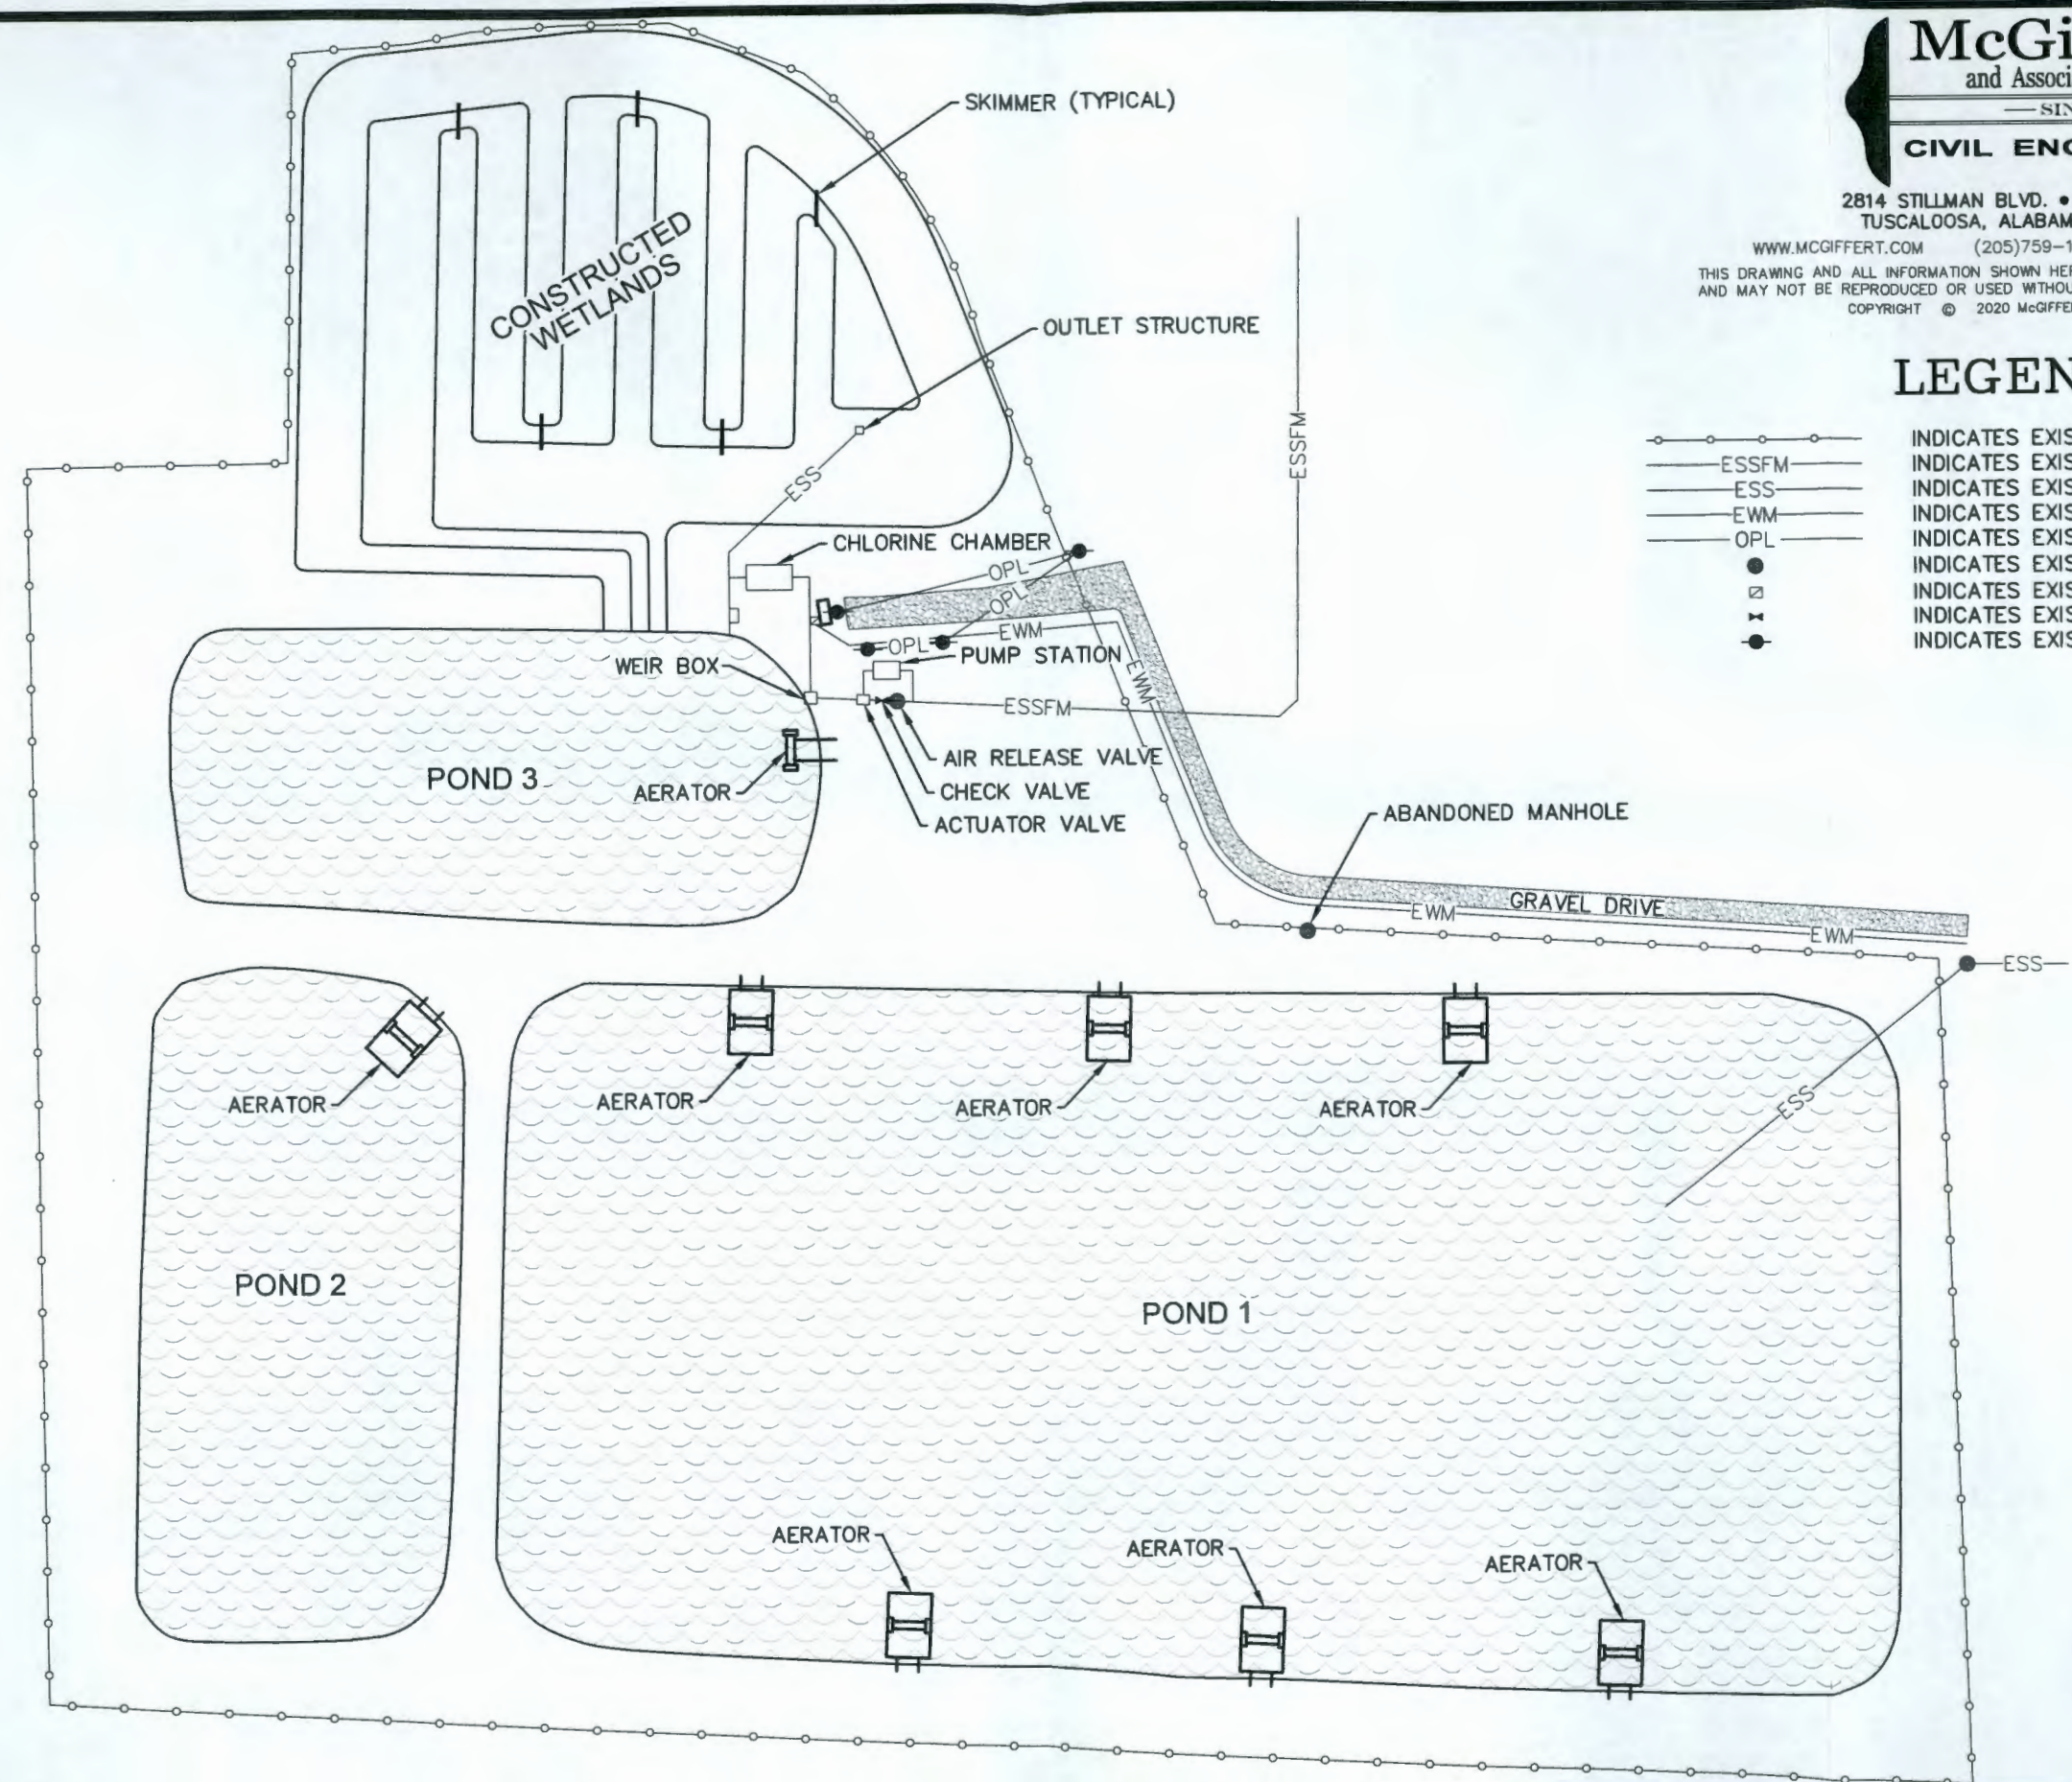 McGi
and Associ
SIN
CIVIL ENG
2814 STILLMAN BLVD. •
TUSCALOOSA, ALABAM
WWW.MCGIFFERT.COM (205)759-1
THIS DRAWING AND ALL INFORMATION SHOWN HER
AND MAY NOT BE REPRODUCED OR USED WITHOU
COPYRIGHT © 2020 McGIFFE
LEGEN
INDICATES EXIS
ESSFM INDICATES EXIS
ESS INDICATES EXIS
EWM INDICATES EXIS
OPL INDICATES EXIS
INDICATES EXIS
INDICATES EXIS
INDICATES EXIS
INDICATES EXIS
SKIMMER (TYPICAL)
CONSTRUCTED
WETLANDS
OUTLET STRUCTURE
ESSFM
ESS
CHLORINE CHAMBER
OPL
OPL
EWM
OPL
PUMP STATION
WEIR BOX
EWM
ESSFM
AIR RELEASE VALVE
POND 3
AERATOR
CHECK VALVE
ACTUATOR VALVE
ABANDONED MANHOLE
GRAVEL DRIVE
EWM
EWM
ESS
AERATOR
AERATOR
AERATOR
AERATOR
ESS
POND 2
POND 1
AERATOR
AERATOR
AERATOR